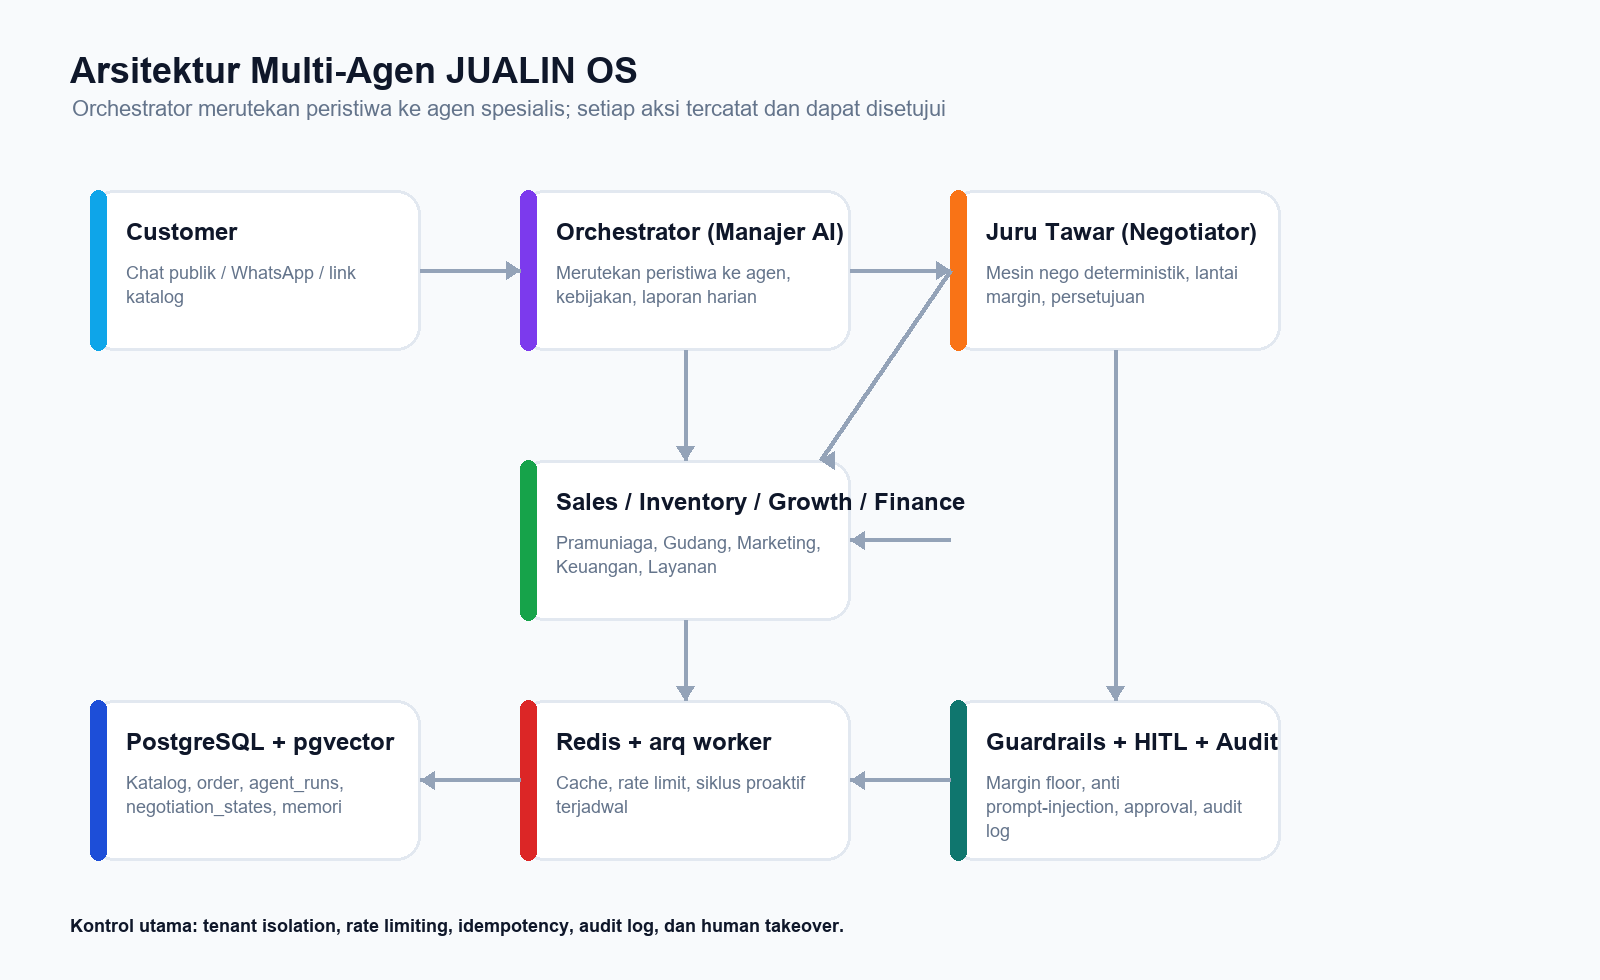 Arsitektur Multi-Agen JUALIN OS
Orchestrator merutekan peristiwa ke agen spesialis; setiap aksi tercatat dan dapat disetujui
Customer
Chat publik / WhatsApp / link
katalog
Orchestrator (Manajer AI)
Merutekan peristiwa ke agen,
kebijakan, laporan harian
Juru Tawar (Negotiator)
Mesin nego deterministik, lantai
margin, persetujuan
Sales / Inventory / Growth / Finance
Pramuniaga, Gudang, Marketing,
Keuangan, Layanan
PostgreSQL + pgvector
Katalog, order, agent_runs,
negotiation_states, memori
Redis + arq worker
Cache, rate limit, siklus proaktif
terjadwal
Guardrails + HITL + Audit
Margin floor, anti
prompt-injection, approval, audit
log
Kontrol utama: tenant isolation, rate limiting, idempotency, audit log, dan human takeover.